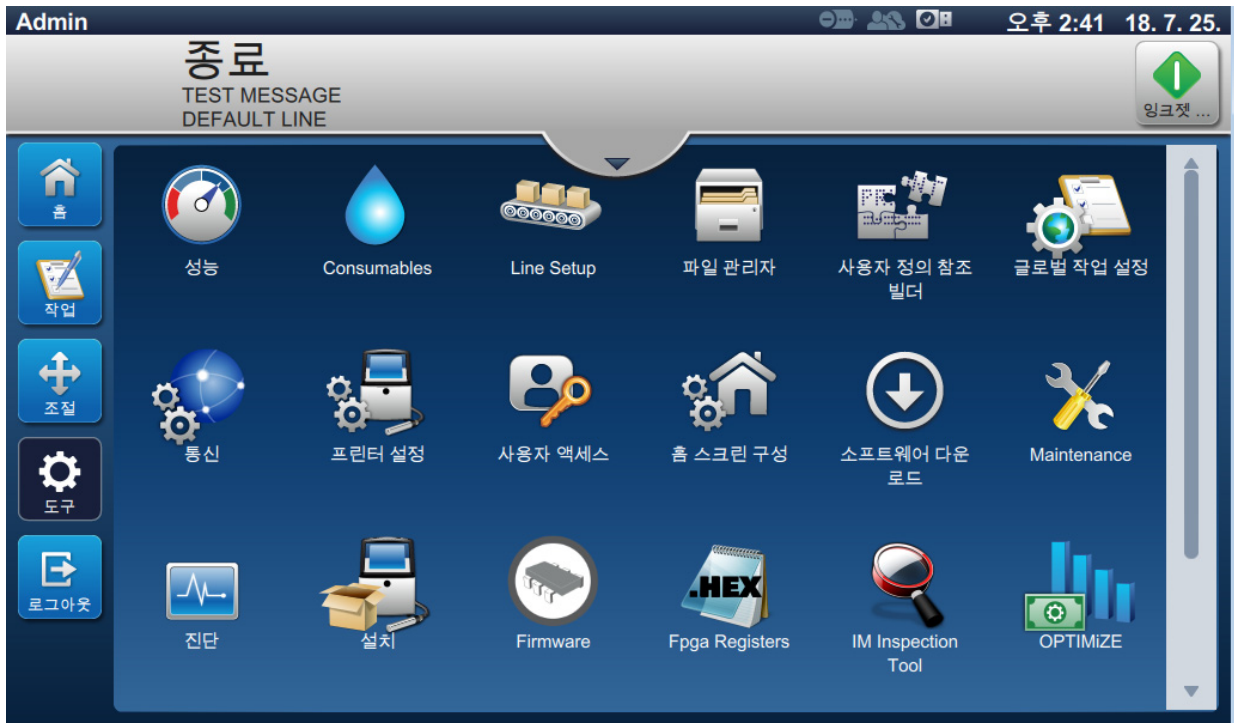 Admin
오후 2:41 18. 7. 25.
종료
TEST MESSAGE
DEFAULT LINE
잉크젯 ...
홈
작업
조절
도구
로그아웃
성능
Consumables
Line Setup
파일 관리자
사용자 정의 참조
빌더
글로벌 작업 설정
통신
프린터 설정
사용자 액세스
홈 스크린 구성
소프트웨어 다운
로드
Maintenance
진단
설치
Firmware
.HEX
Fpga Registers
IM Inspection
Tool
OPTIMiZE